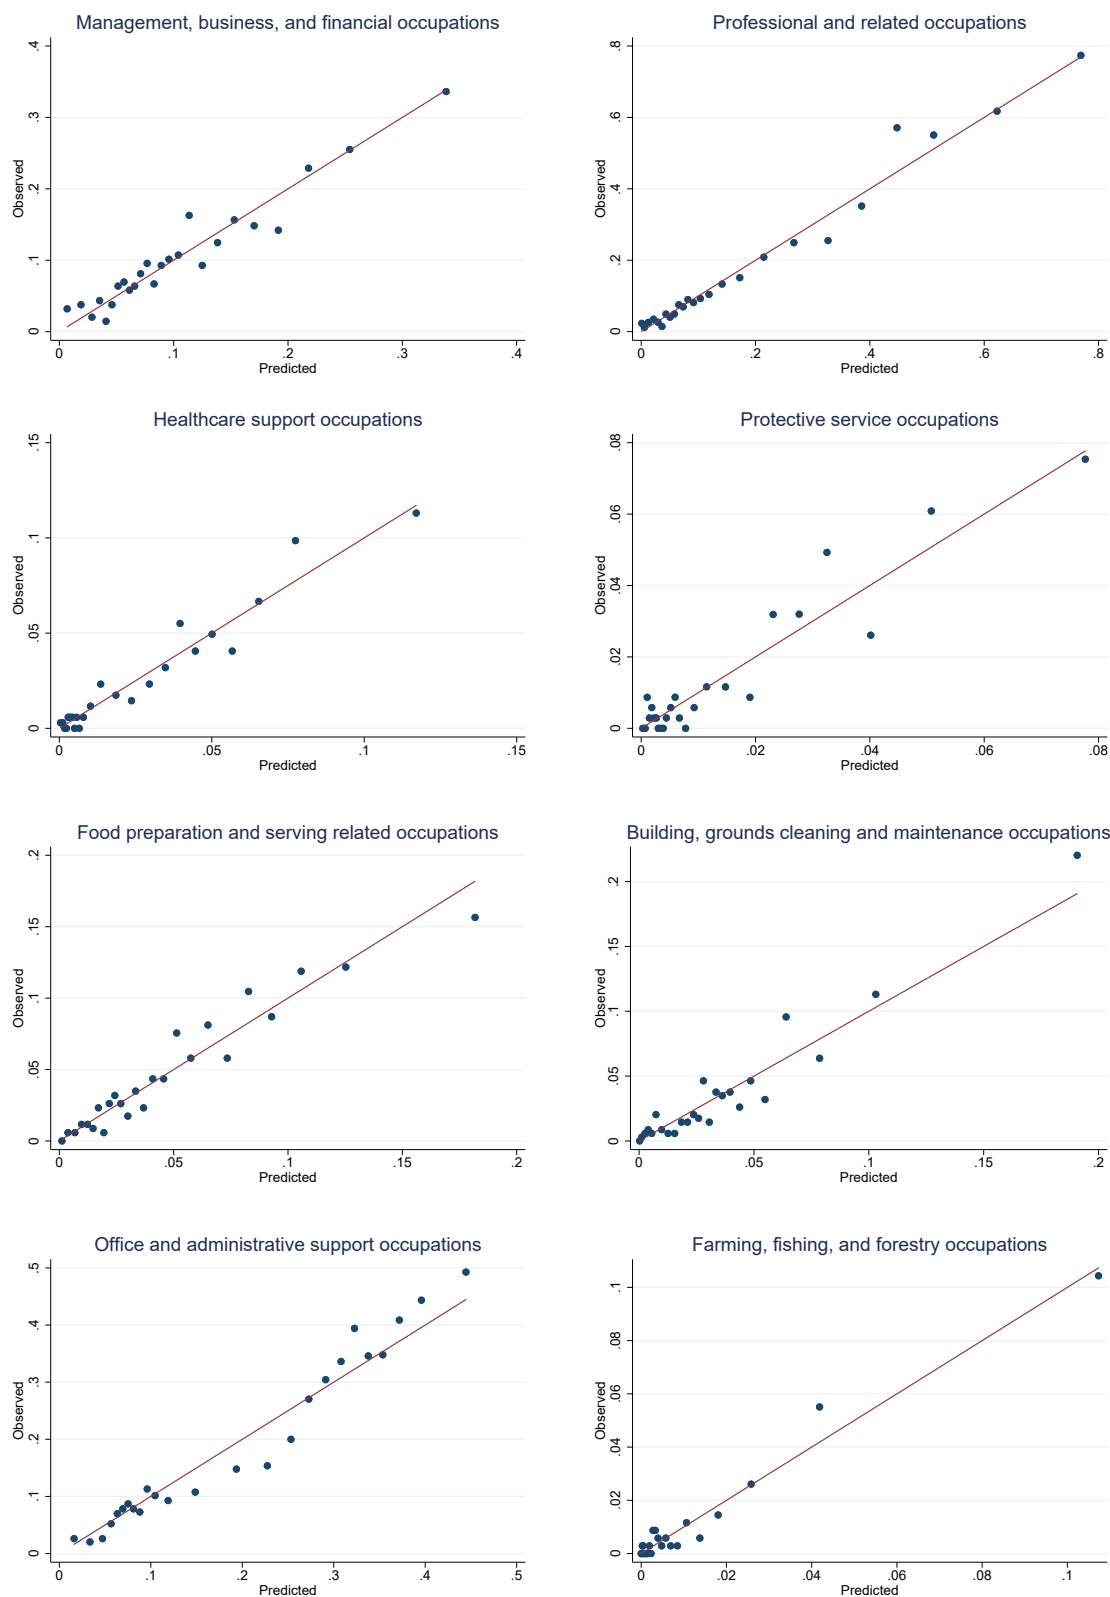 Management, business, and financial occupations
Observed
0 .1 .2 .3 .4
0 .1 .2 .3 .4
Predicted
Professional and related occupations
Observed
0 .2 .4 .6 .8
0 .2 .4 .6 .8
Predicted
Healthcare support occupations
Observed
0 .05 .1 .15
0 .05 .1 .15
Predicted
Protective service occupations
Observed
0 .02 .04 .06 .08
0 .02 .04 .06 .08
Predicted
Food preparation and serving related occupations
Observed
0 .05 .1 .15 .2
0 .05 .1 .15 .2
Predicted
Building, grounds cleaning and maintenance occupations
Observed
0 .05 .1 .15 .2
0 .05 .1 .15 .2
Predicted
Office and administrative support occupations
Observed
0 .1 .2 .3 .4 .5
0 .1 .2 .3 .4 .5
Predicted
Farming, fishing, and forestry occupations
Observed
0 .02 .04 .06 .08 .1
0 .02 .04 .06 .08 .1
Predicted